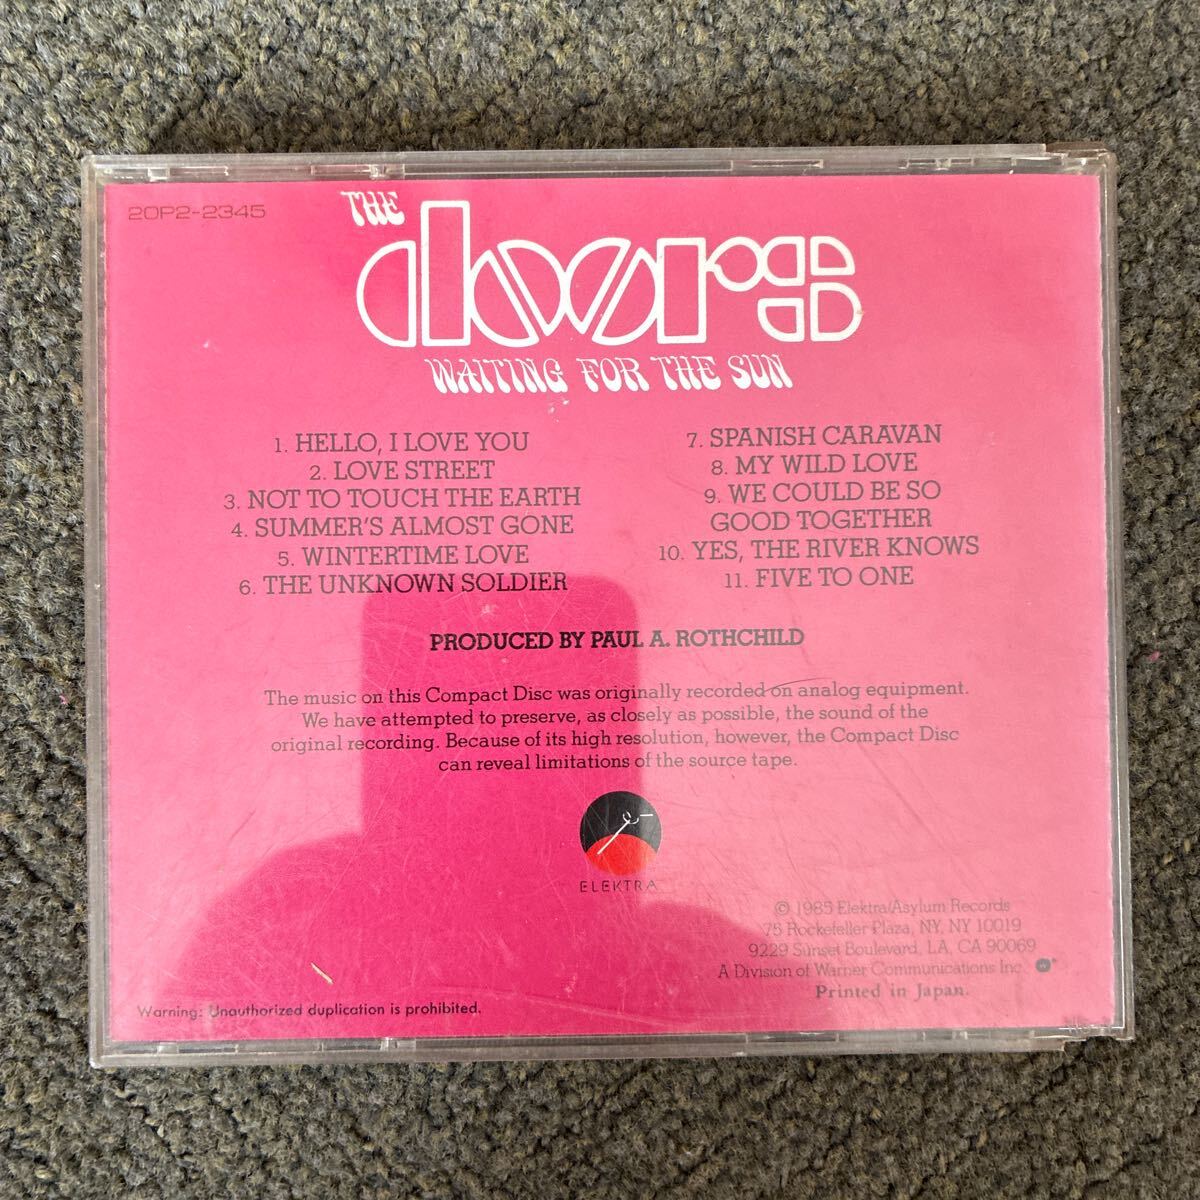 20P2-2345
THE
doors
WAITING FOR THE SUN
1. HELLO, I LOVE YOU
2. LOVE STREET
3. NOT TO TOUCH THE EARTH
4. SUMMER'S ALMOST GONE
5. WINTERTIME LOVE
6. THE UNKNOWN SOLDIER
7. SPANISH CARAVAN
8. MY WILD LOVE
9. WE COULD BE SO
GOOD TOGETHER
10. YES, THE RIVER KNOWS
11. FIVE TO ONE
PRODUCED BY PAUL A. ROTHCHILD
The music on this Compact Disc was originally recorded on analog equipment.
We have attempted to preserve, as closely as possible, the sound of the
original recording. Because of its high resolution, however, the Compact Disc
can reveal limitations of the source tape.
ELEKTRA
© 1985 Elektra/Asylum Records
75 Rockefeller Plaza, NY, NY 10019
9229 Sunset Boulevard, LA, CA 90069
A Division of Warner Communications Inc.
Printed in Japan.
Warning: Unauthorized duplication is prohibited.